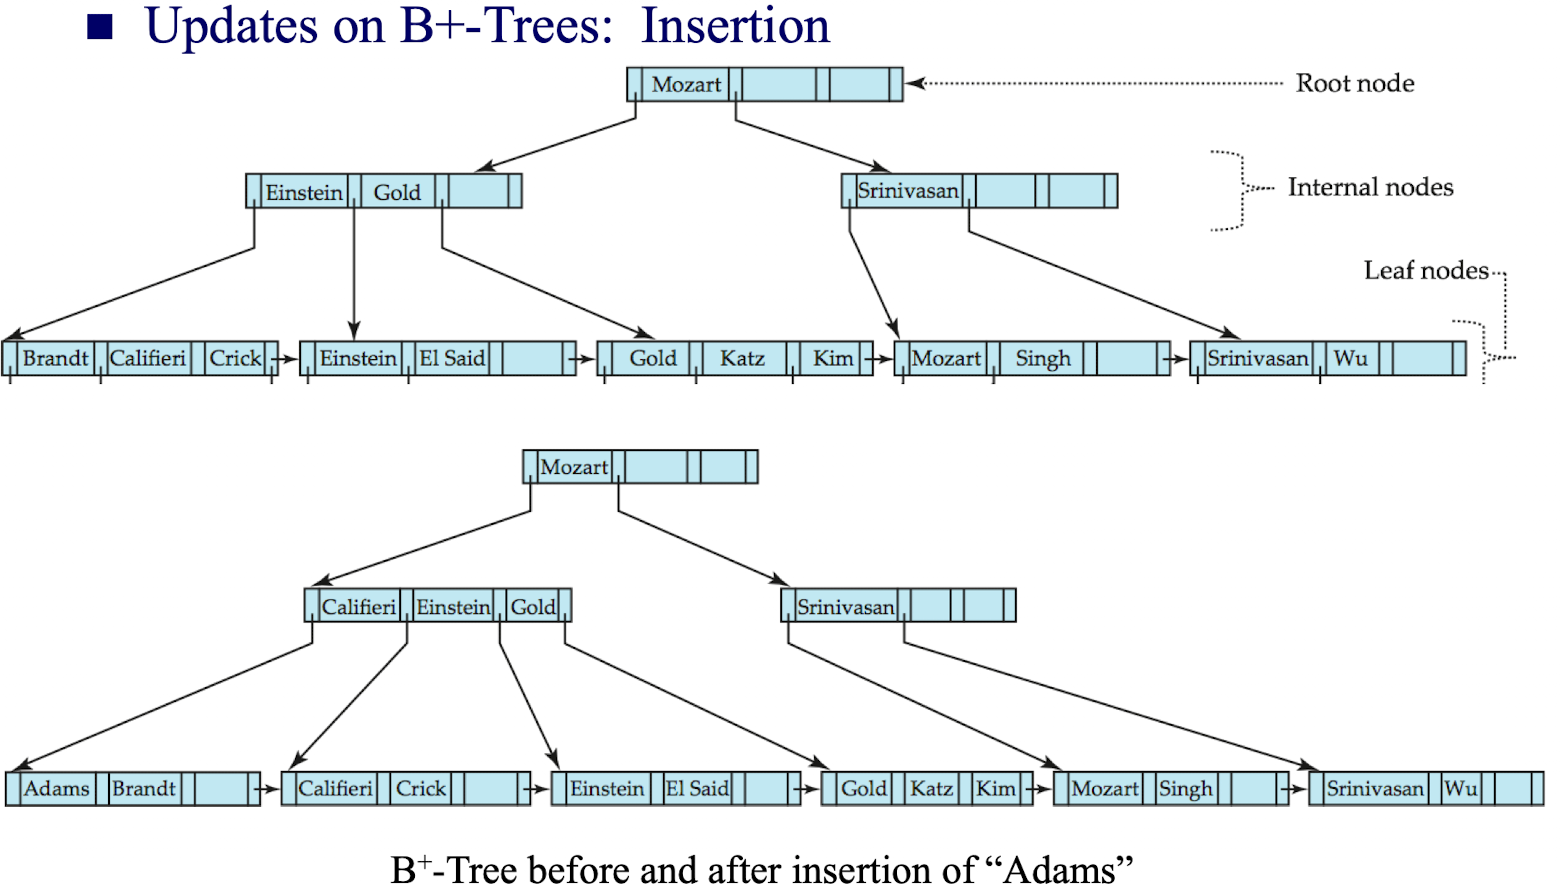 ■ Updates on B+-Trees: Insertion
Mozart
Root node
Einstein Gold
Srinivasan
Internal nodes
Leaf nodes
Brandt Califieri Crick
Einstein El Said
Gold Katz Kim
Mozart Singh
Srinivasan Wu
Mozart
Califieri Einstein Gold
Srinivasan
Adams Brandt
Califieri Crick
Einstein El Said
Gold Katz Kim
Mozart Singh
Srinivasan Wu
B+-Tree before and after insertion of “Adams”